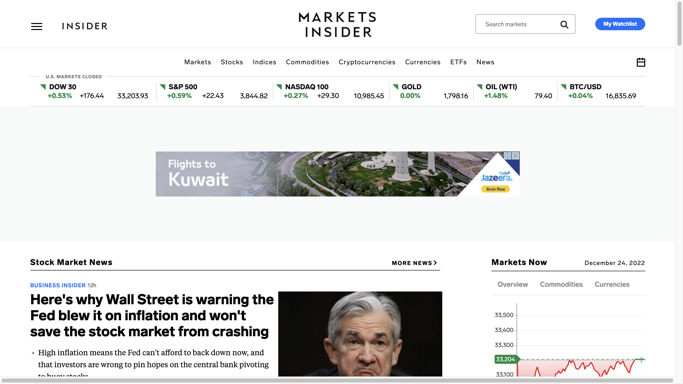 INSIDER
MARKETS
INSIDER
Search markets
My Watchlist
Markets Stocks Indices Commodities Cryptocurrencies Currencies ETFs News
U.S. MARKETS CLOSED
DOW 30
+0.53% +176.44 33,203.93
S&P 500
+0.59% +22.43 3,844.82
NASDAQ 100
+0.27% +29.30 10,985.45
GOLD
0.00% 1,798.16
OIL (WTI)
+1.48% 79.40
BTC/USD
+0.04% 16,835.69
Flights to
Kuwait
Jazeera.
Book Now
Stock Market News
MORE NEWS
BUSINESS INSIDER 12h
Here's why Wall Street is warning the
Fed blew it on inflation and won't
save the stock market from crashing
High inflation means the Fed can't afford to back down now, and
that investors are wrong to pin hopes on the central bank pivoting
to buoy stocks.
Markets Now December 24, 2022
Overview Commodities Currencies
33,500
33,400
33,300
33,204
33,100